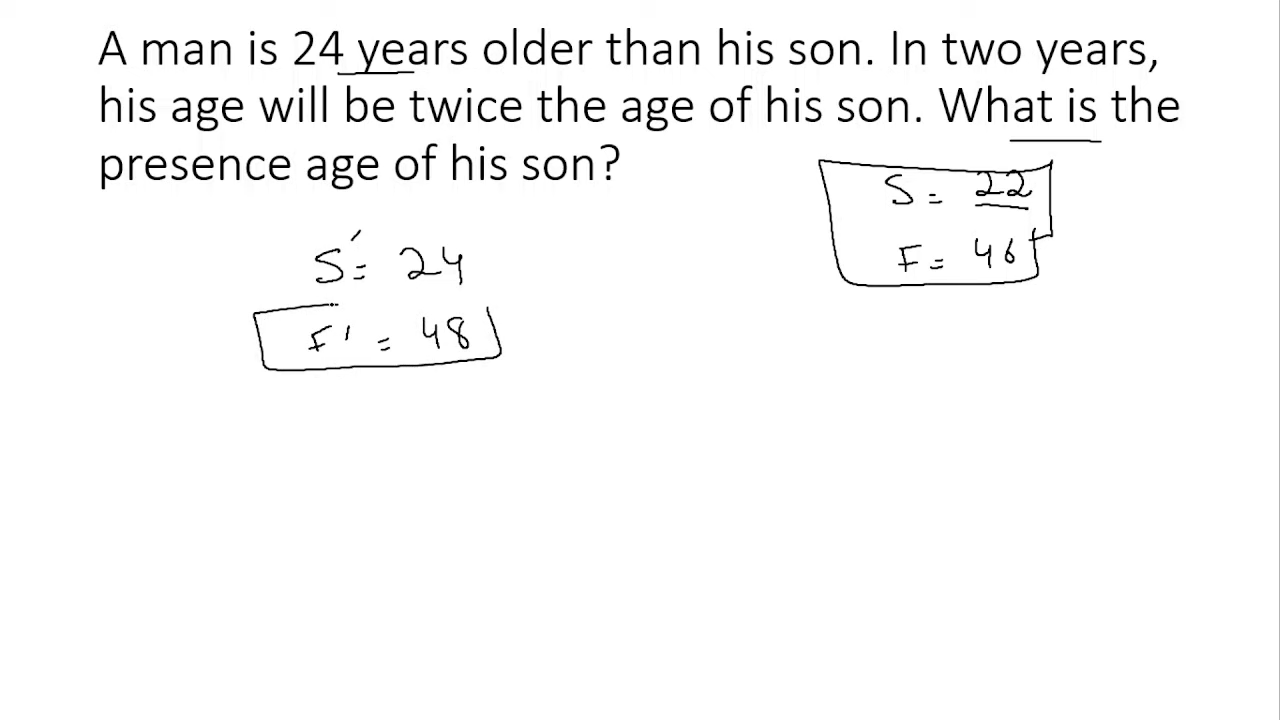 A man is 24 years older than his son. In two years,
his age will be twice the age of his son. What is the
presence age of his son?
S = 22
F = 46
S' = 24
F' = 48